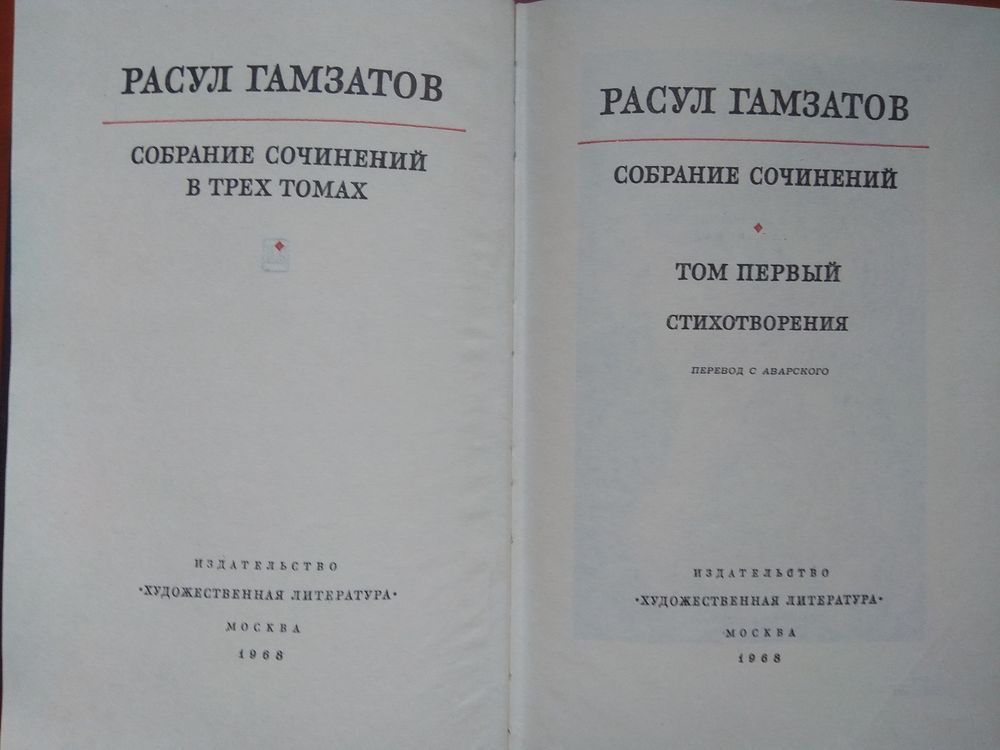 РАСУЛ ГАМЗАТОВ
СОБРАНИЕ СОЧИНЕНИЙ
В ТРЕХ ТОМАХ
ИЗДАТЕЛЬСТВО
«ХУДОЖЕСТВЕННАЯ ЛИТЕРАТУРА»
МОСКВА
1968
РАСУЛ ГАМЗАТОВ
СОБРАНИЕ СОЧИНЕНИЙ
ТОМ ПЕРВЫЙ
СТИХОТВОРЕНИЯ
ПЕРЕВОД С АВАРСКОГО
ИЗДАТЕЛЬСТВО
«ХУДОЖЕСТВЕННАЯ ЛИТЕРАТУРА»
МОСКВА
1968